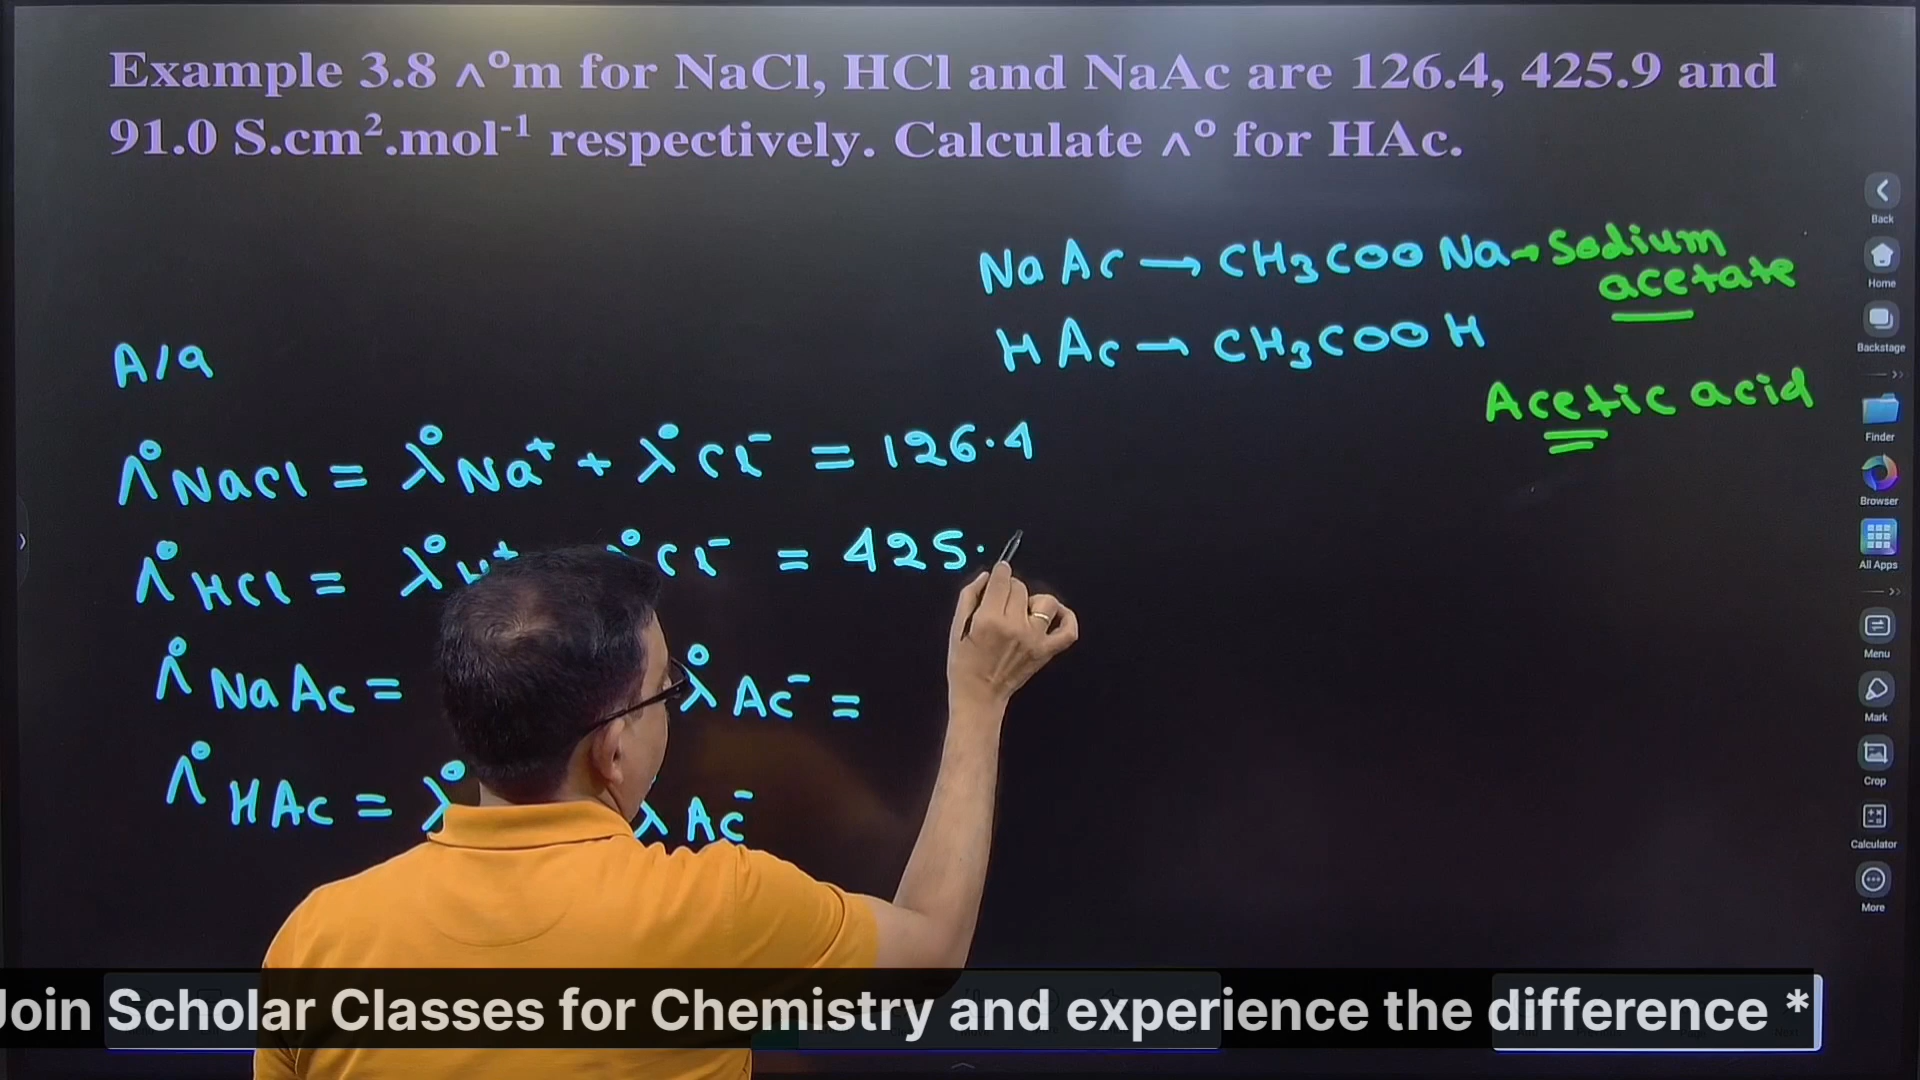 Example 3.8 ∧°m for NaCl, HCl and NaAc are 126.4, 425.9 and
91.0 S.cm².mol⁻¹ respectively. Calculate ∧° for HAc.
NaAc → CH3COONa → Sodium
acetate
HAc → CH3COOH
Acetic acid
A/q
Λ° NaCl = λ° Na⁺ + λ° Cl⁻ = 126.4
Λ° HCl = λ° H⁺ λ° Cl⁻ = 425.
Λ° NaAc = λ° Ac⁻ =
Λ° HAc = λ° λ Ac⁻
Back
Home
Backstage
Finder
Browser
All Apps
Menu
Mark
Crop
Calculator
More
Join Scholar Classes for Chemistry and experience the difference *